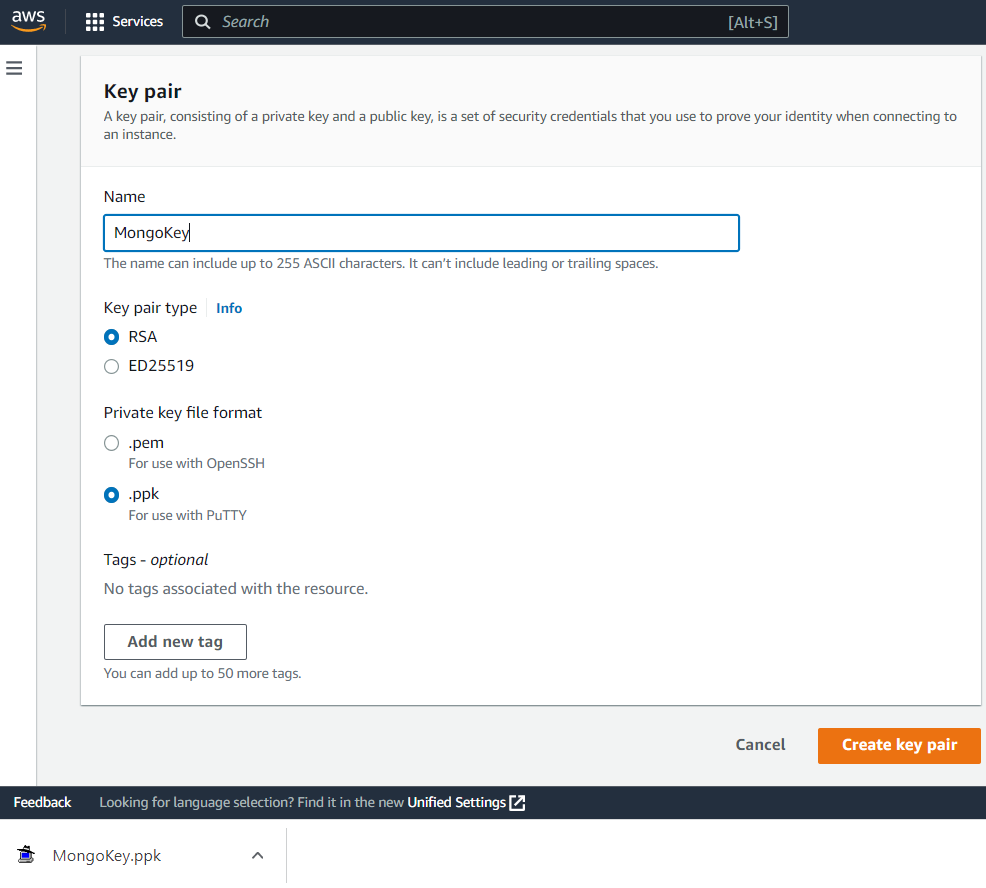 aws
Services
Search
[Alt+S]
Key pair
A key pair, consisting of a private key and a public key, is a set of security credentials that you use to prove your identity when connecting to
an instance.
Name
MongoKey
The name can include up to 255 ASCII characters. It can't include leading or trailing spaces.
Key pair type
Info
RSA
ED25519
Private key file format
.pem
For use with OpenSSH
.ppk
For use with PuTTY
Tags - optional
No tags associated with the resource.
Add new tag
You can add up to 50 more tags.
Cancel
Create key pair
Feedback
Looking for language selection? Find it in the new Unified Settings
MongoKey.ppk